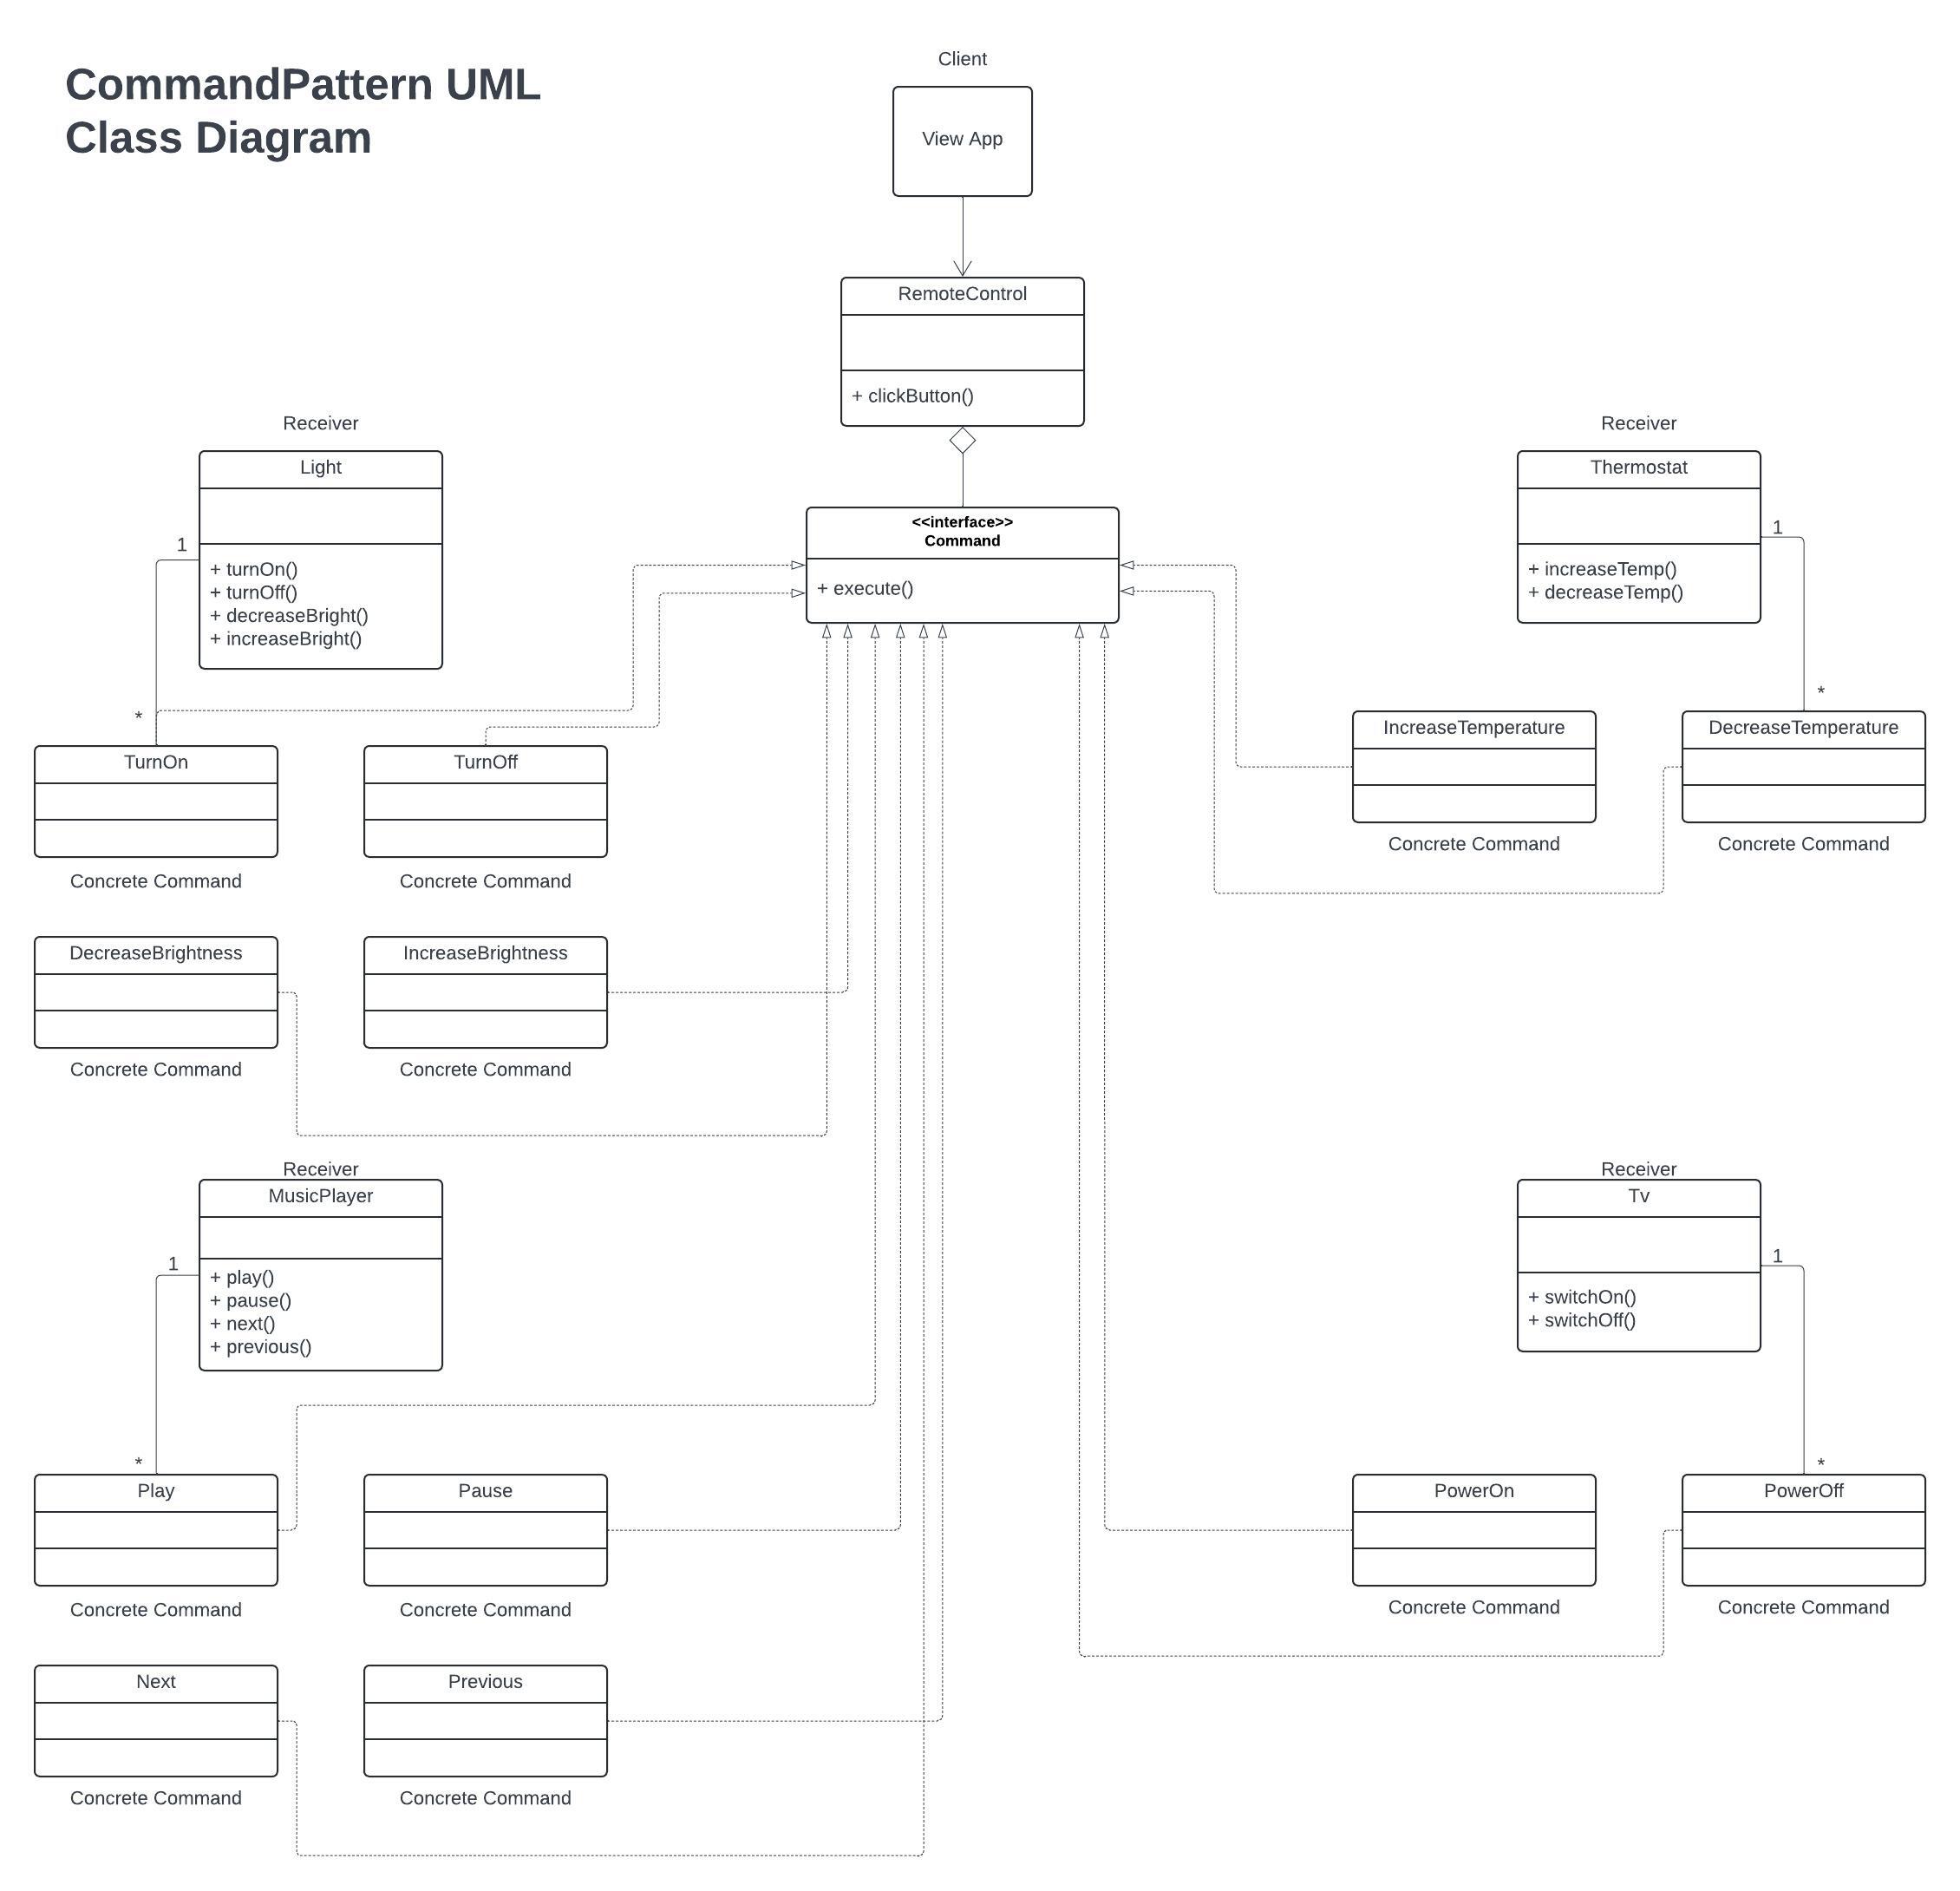 CommandPattern UML
Class Diagram
Client
View App
RemoteControl
+ clickButton()
<<interface>>
Command
+ execute()
Receiver
Light
+ turnOn()
+ turnOff()
+ decreaseBright()
+ increaseBright()
1
*
TurnOn
Concrete Command
TurnOff
Concrete Command
DecreaseBrightness
Concrete Command
IncreaseBrightness
Concrete Command
Receiver
Thermostat
+ increaseTemp()
+ decreaseTemp()
1
*
IncreaseTemperature
Concrete Command
DecreaseTemperature
Concrete Command
Receiver
MusicPlayer
+ play()
+ pause()
+ next()
+ previous()
1
*
Play
Concrete Command
Pause
Concrete Command
Next
Concrete Command
Previous
Concrete Command
Receiver
Tv
+ switchOn()
+ switchOff()
1
*
PowerOn
Concrete Command
PowerOff
Concrete Command